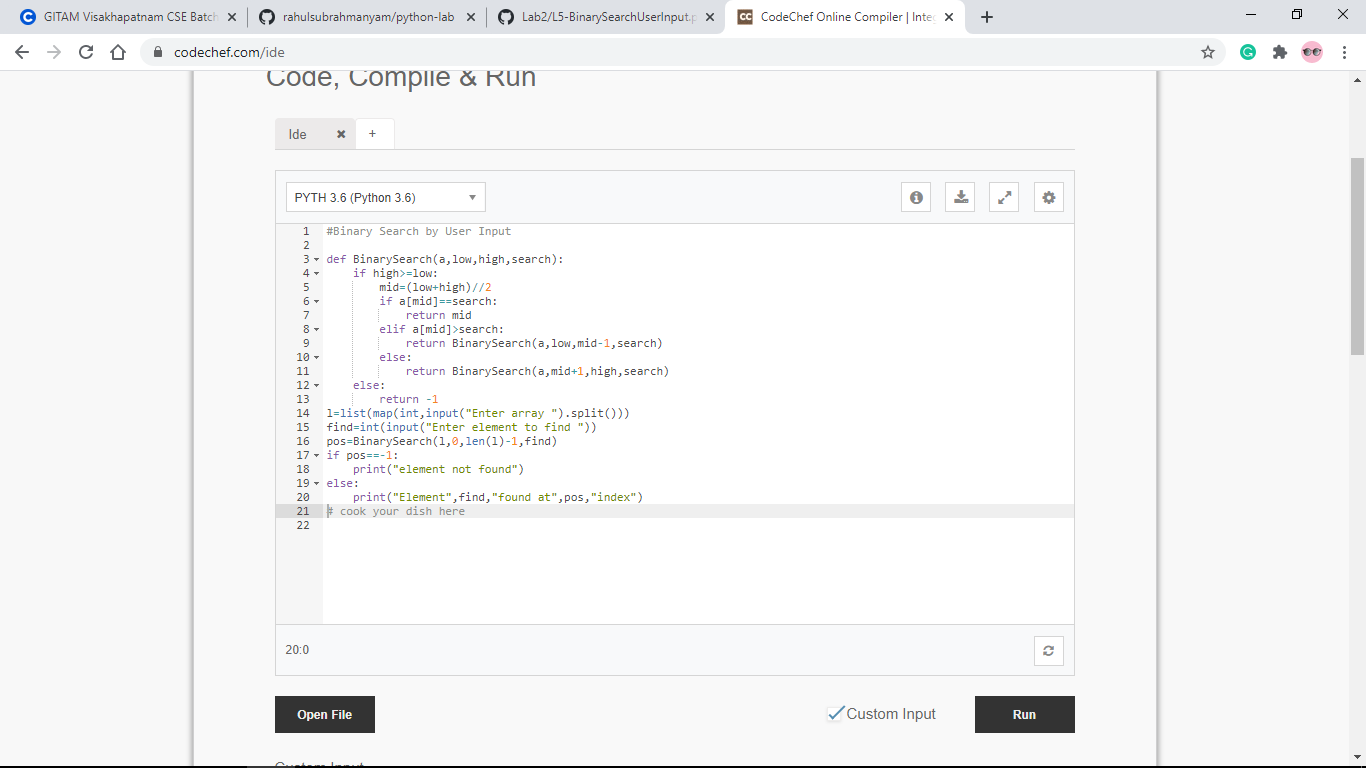 GITAM Visakhapatnam CSE Batch
rahulsubrahmanyam/python-lab
Lab2/L5-BinarySearchUserInput.p
CodeChef Online Compiler | Inte
codechef.com/ide
Code, Compile & Run
Ide
+
PYTH 3.6 (Python 3.6)
1 #Binary Search by User Input
2
3 def BinarySearch(a,low,high,search):
4     if high>=low:
5         mid=(low+high)//2
6         if a[mid]==search:
7             return mid
8         elif a[mid]>search:
9             return BinarySearch(a,low,mid-1,search)
10         else:
11             return BinarySearch(a,mid+1,high,search)
12     else:
13         return -1
14 l=list(map(int,input("Enter array ").split()))
15 find=int(input("Enter element to find "))
16 pos=BinarySearch(l,0,len(l)-1,find)
17 if pos==-1:
18     print("element not found")
19 else:
20     print("Element",find,"found at",pos,"index")
21 # cook your dish here
22
20:0
Open File
Custom Input
Run
Custom Input